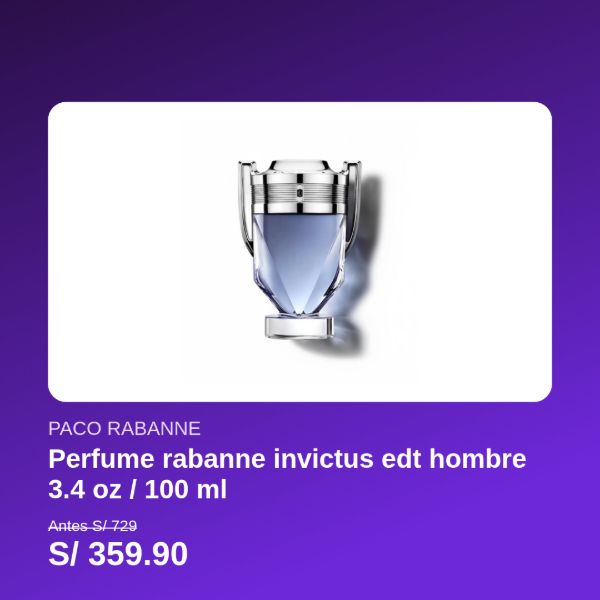 PACO RABANNE
Perfume rabanne invictus edt hombre
3.4 oz / 100 ml
Antes S/ 729
S/ 359.90